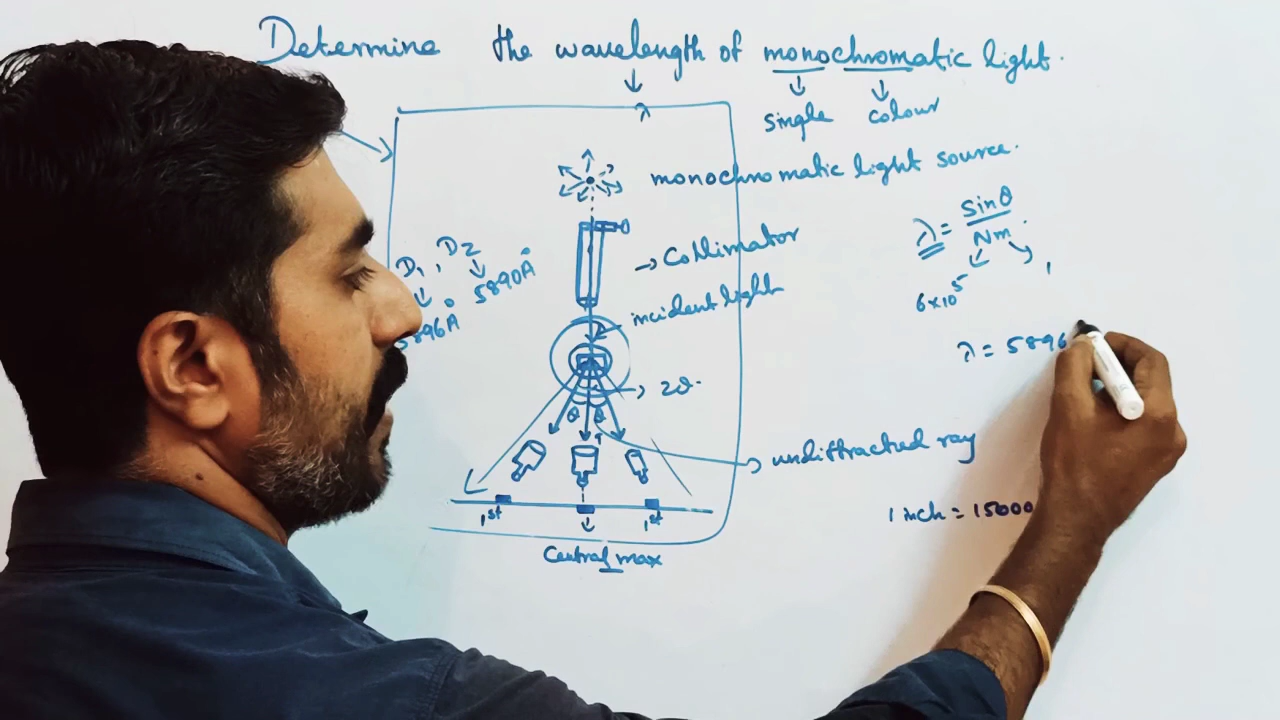 Determine the wavelength of monochromatic light.
λ
single colour
monochromatic light source.
λ = Sinθ / Nm
6×10⁵
1
D1, D2
5890Å
5896Å
→ Collimator
incident light
λ = 5896
2θ
θ θ
undiffracted ray
1 inch = 15000
1st 1st
Central max